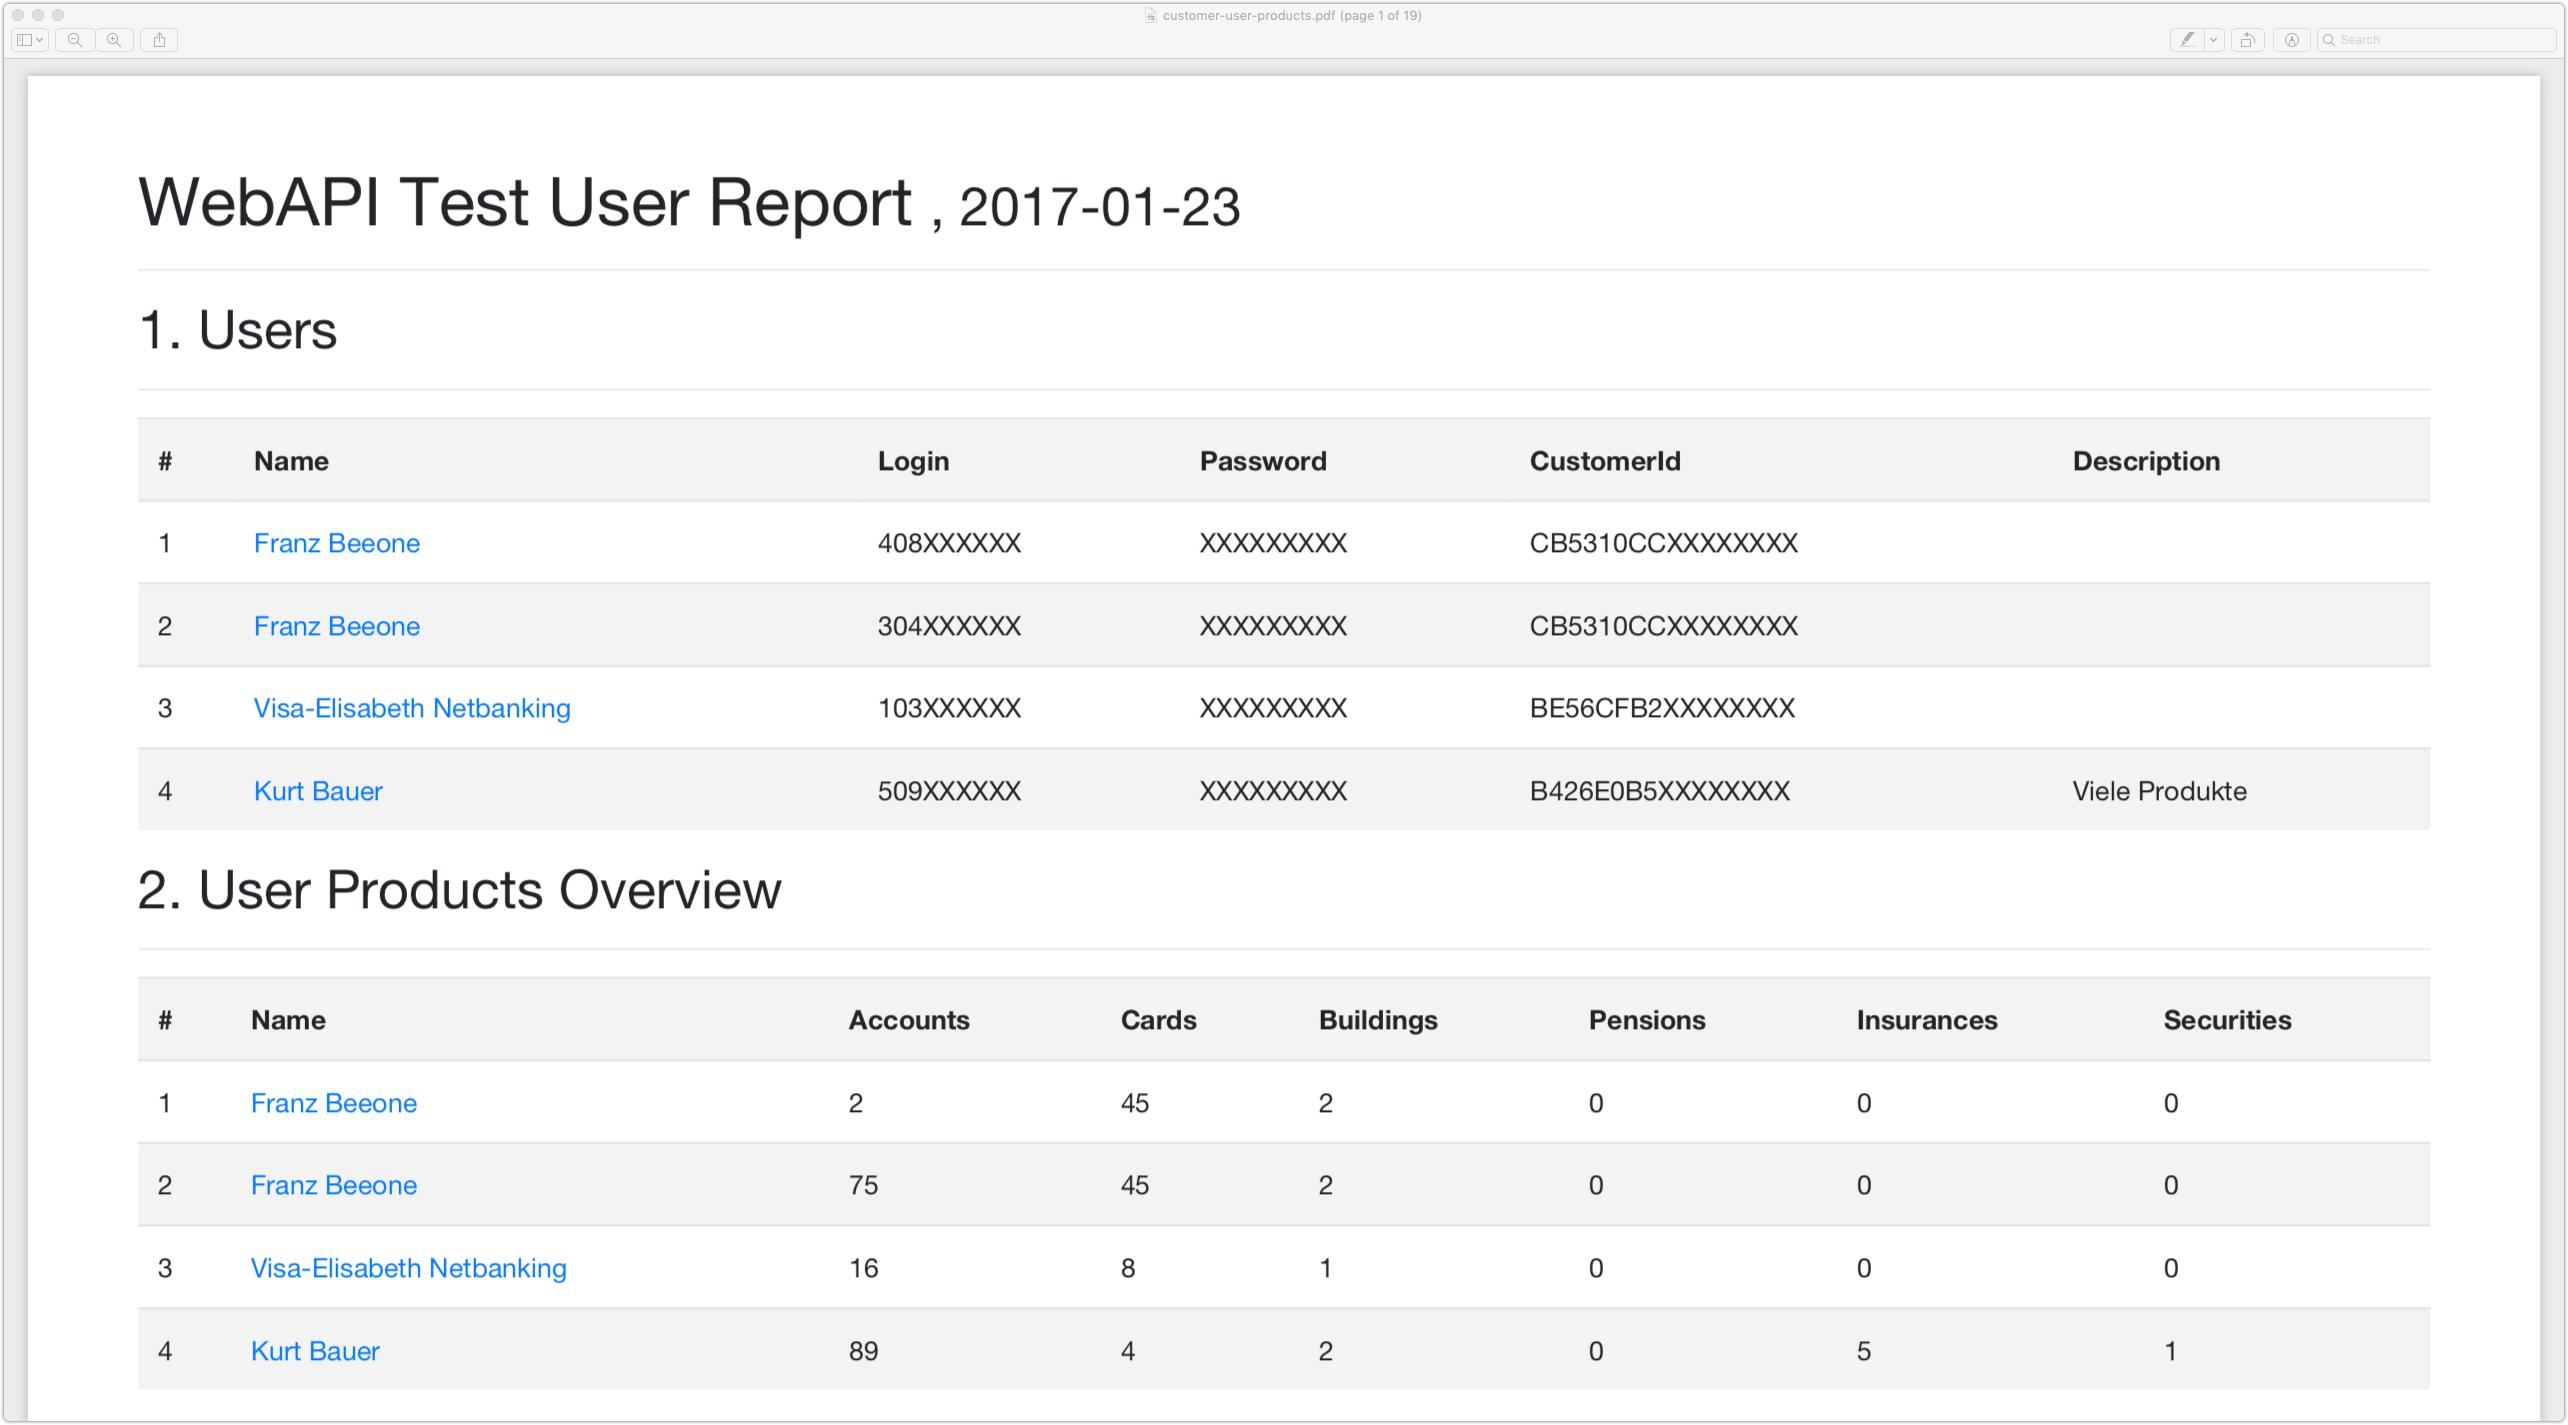 customer-user-products.pdf (page 1 of 19)
Search
WebAPI Test User Report , 2017-01-23
1. Users
# Name Login Password CustomerId Description
1 Franz Beeone 408XXXXXX XXXXXXXXX CB5310CCXXXXXXXX
2 Franz Beeone 304XXXXXX XXXXXXXXX CB5310CCXXXXXXXX
3 Visa-Elisabeth Netbanking 103XXXXXX XXXXXXXXX BE56CFB2XXXXXXXX
4 Kurt Bauer 509XXXXXX XXXXXXXXX B426E0B5XXXXXXXX Viele Produkte
2. User Products Overview
# Name Accounts Cards Buildings Pensions Insurances Securities
1 Franz Beeone 2 45 2 0 0 0
2 Franz Beeone 75 45 2 0 0 0
3 Visa-Elisabeth Netbanking 16 8 1 0 0 0
4 Kurt Bauer 89 4 2 0 5 1